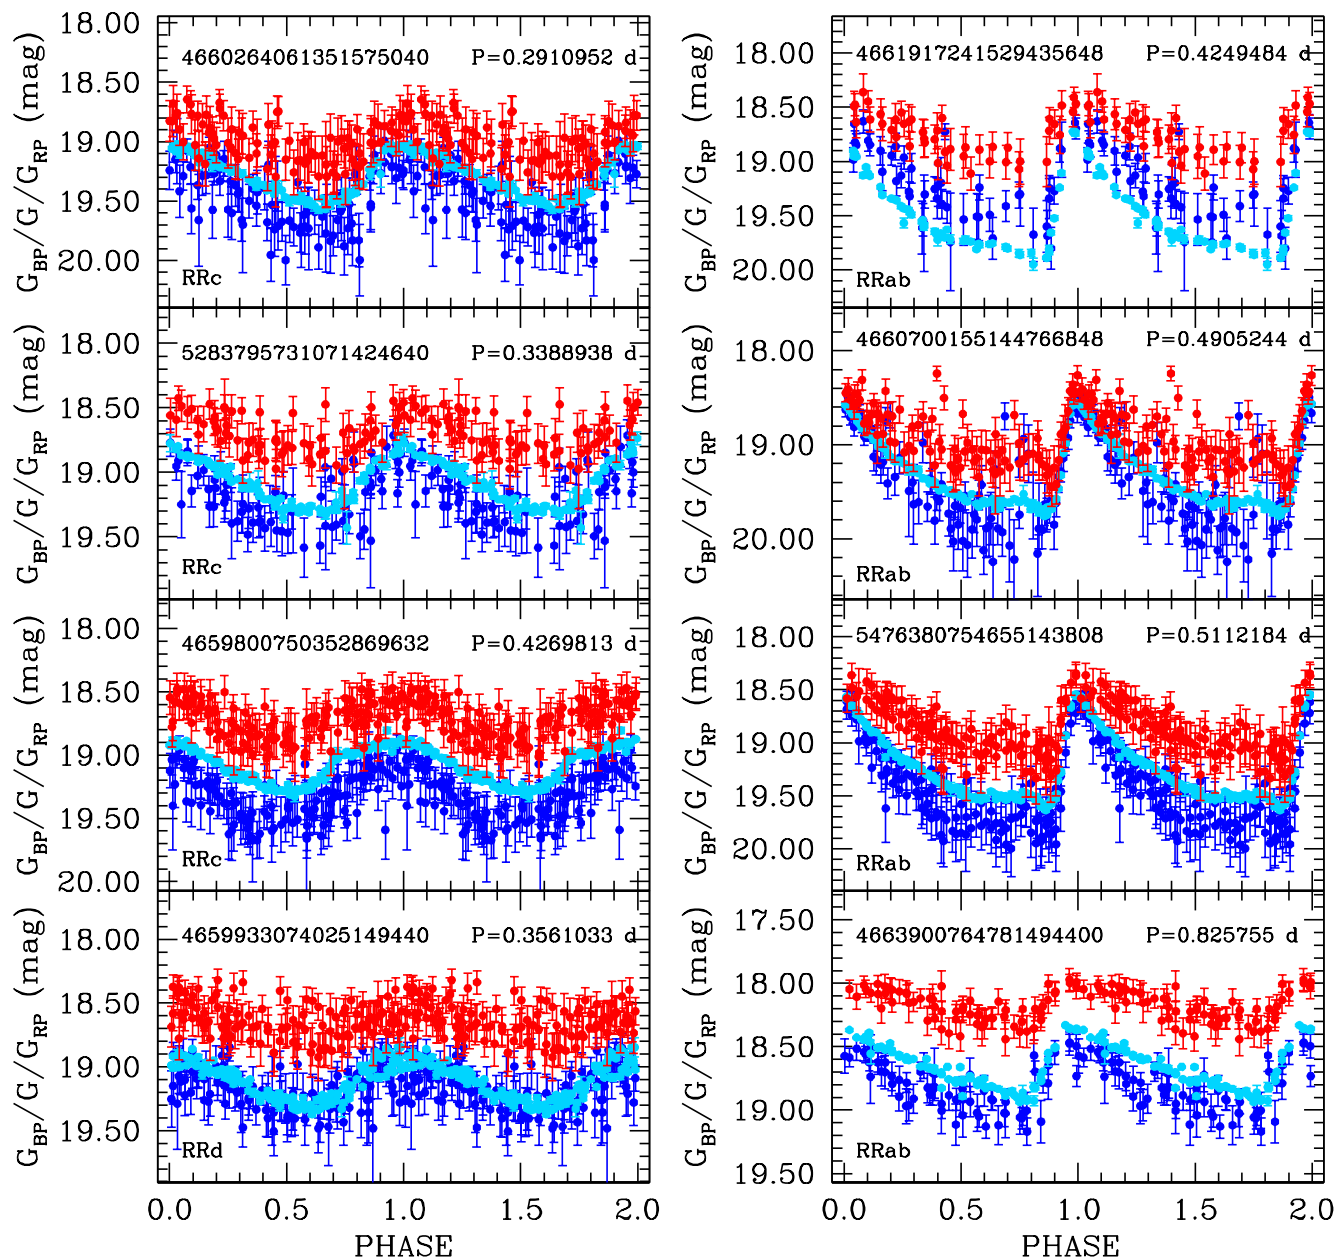 G_BP/G/G_RP (mag)
18.00
18.50
19.00
19.50
20.00
4660264061351575040 P=0.2910952 d
RRc
G_BP/G/G_RP (mag)
18.00
18.50
19.00
19.50
20.00
4661917241529435648 P=0.4249484 d
RRab
G_BP/G/G_RP (mag)
18.00
18.50
19.00
19.50
5283795731071424640 P=0.3388938 d
RRc
G_BP/G/G_RP (mag)
18.00
19.00
20.00
4660700155144766848 P=0.4905244 d
RRab
G_BP/G/G_RP (mag)
18.00
18.50
19.00
19.50
20.00
4659800750352869632 P=0.4269813 d
RRc
G_BP/G/G_RP (mag)
18.00
18.50
19.00
19.50
20.00
5476380754655143808 P=0.5112184 d
RRab
G_BP/G/G_RP (mag)
18.00
18.50
19.00
19.50
4659933074025149440 P=0.3561033 d
RRd
0.0 0.5 1.0 1.5 2.0
PHASE
G_BP/G/G_RP (mag)
17.50
18.00
18.50
19.00
19.50
4663900764781494400 P=0.825755 d
RRab
0.0 0.5 1.0 1.5 2.0
PHASE